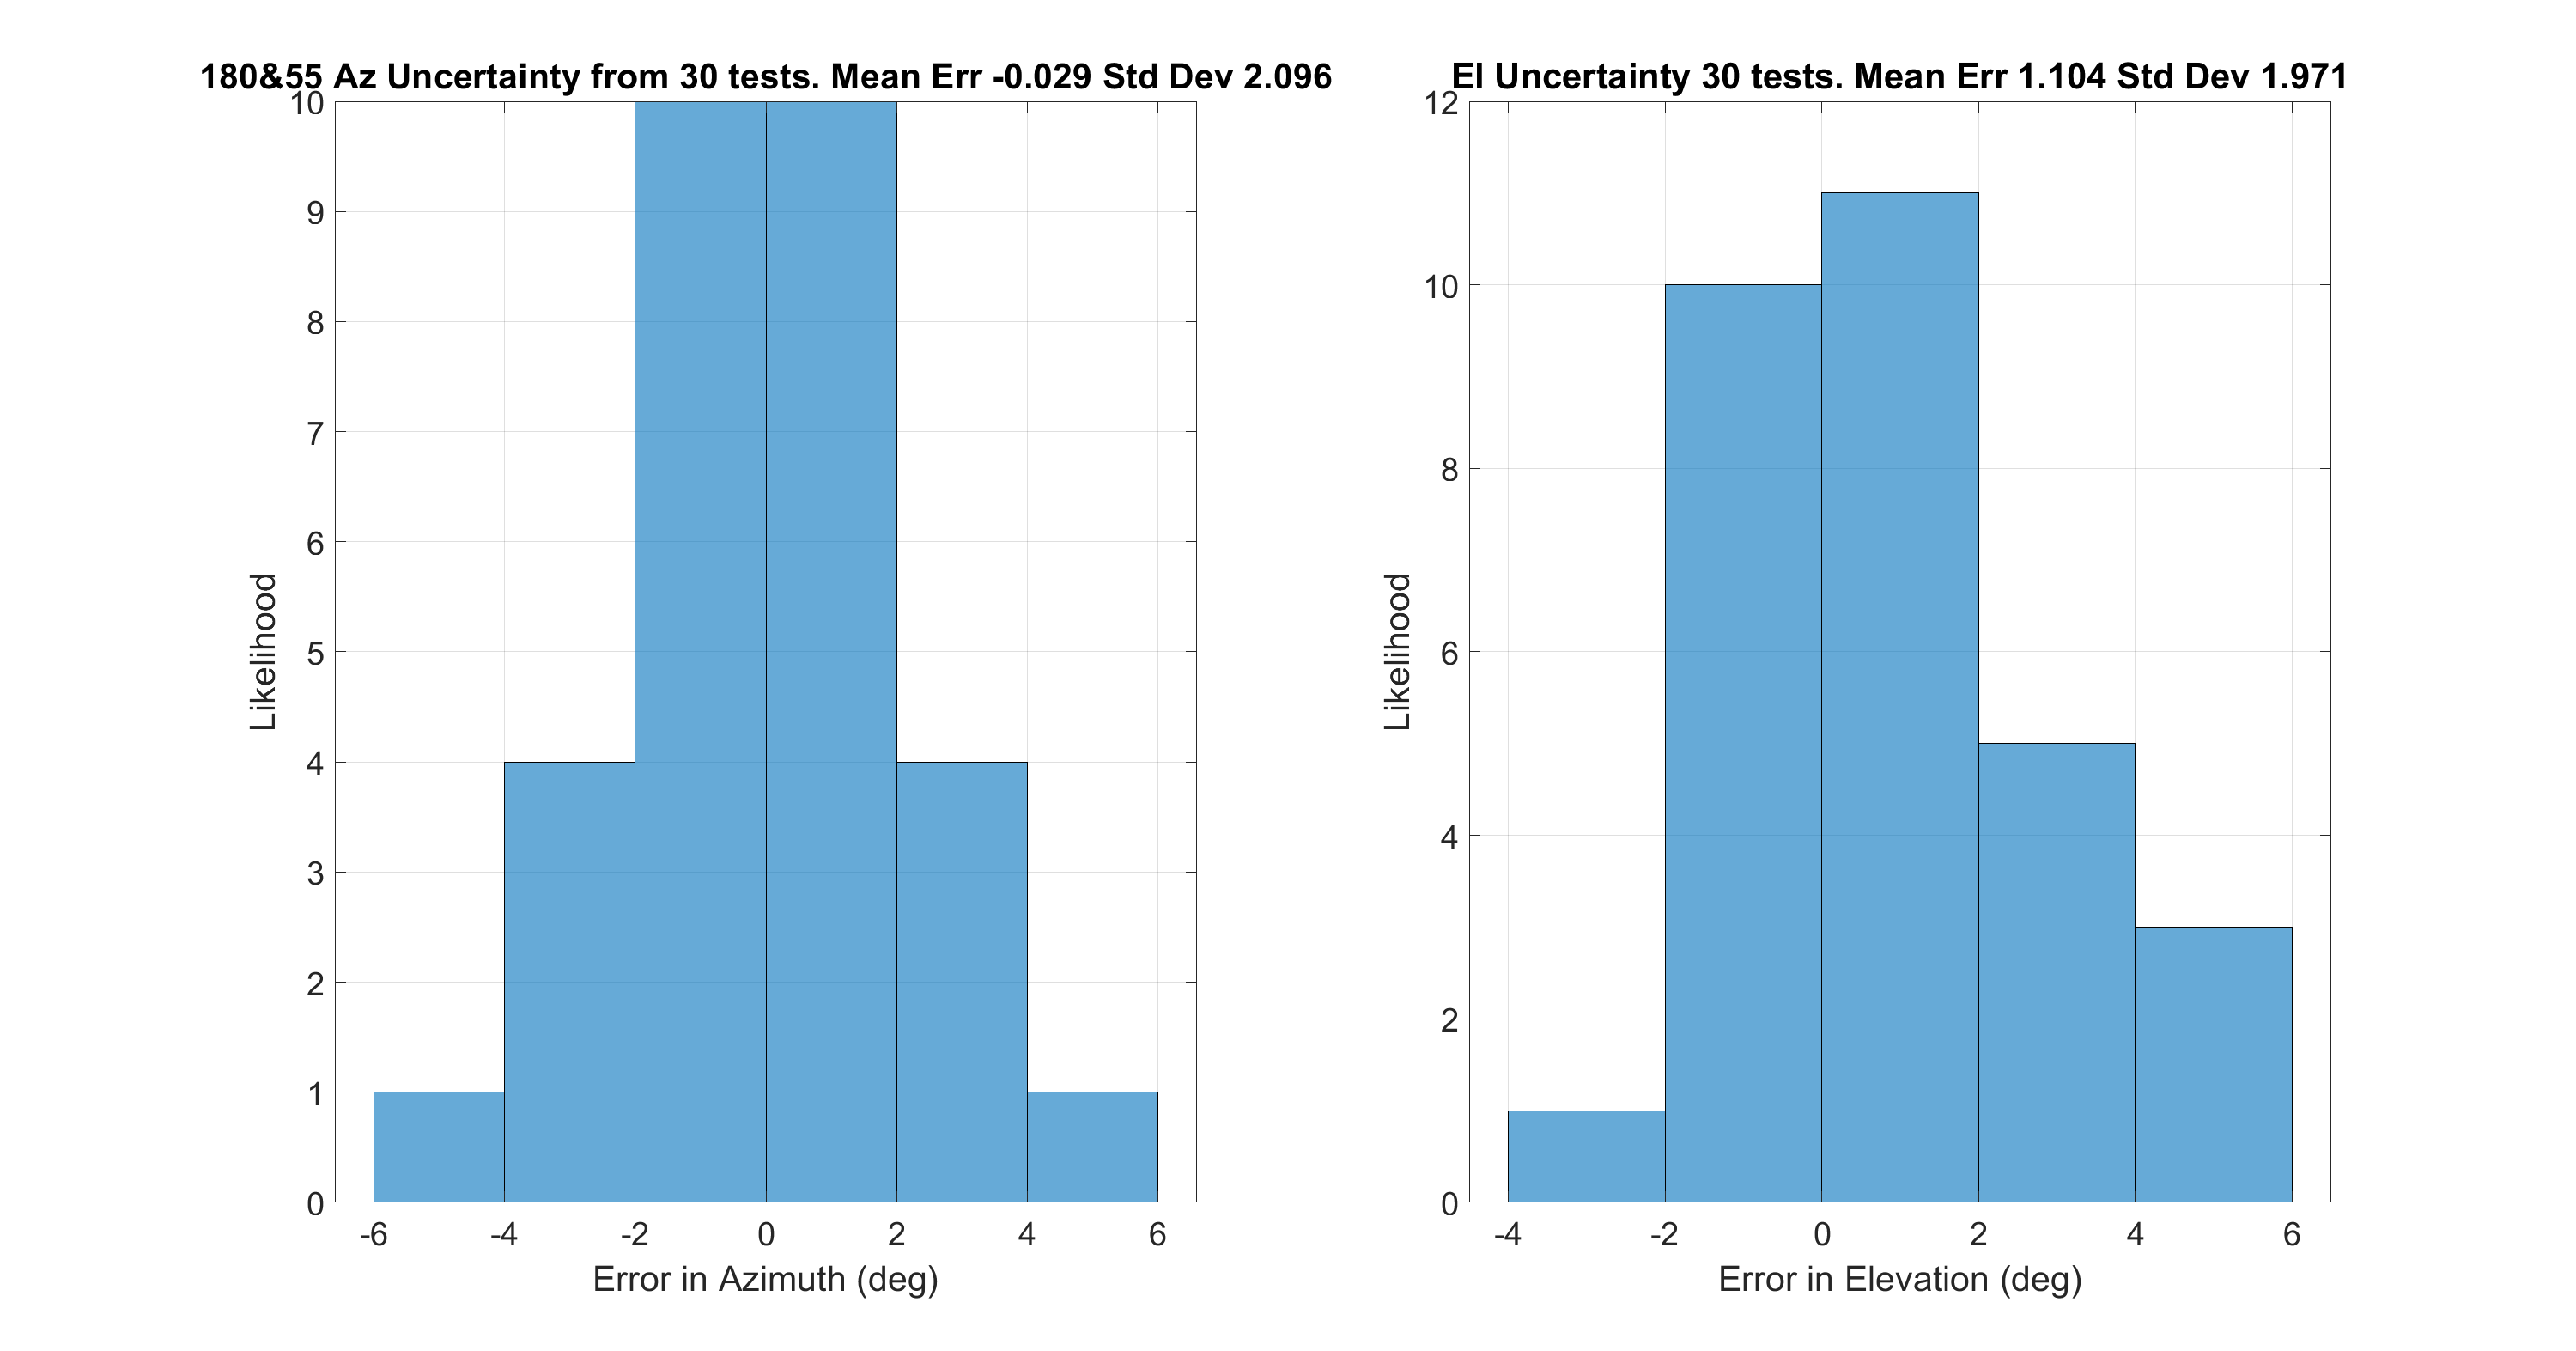 180&55 Az Uncertainty from 30 tests. Mean Err -0.029 Std Dev 2.096
10
9
8
7
6
5
4
3
2
1
0
Likelihood
-6 -4 -2 0 2 4 6
Error in Azimuth (deg)
El Uncertainty 30 tests. Mean Err 1.104 Std Dev 1.971
12
10
8
6
4
2
0
Likelihood
-4 -2 0 2 4 6
Error in Elevation (deg)